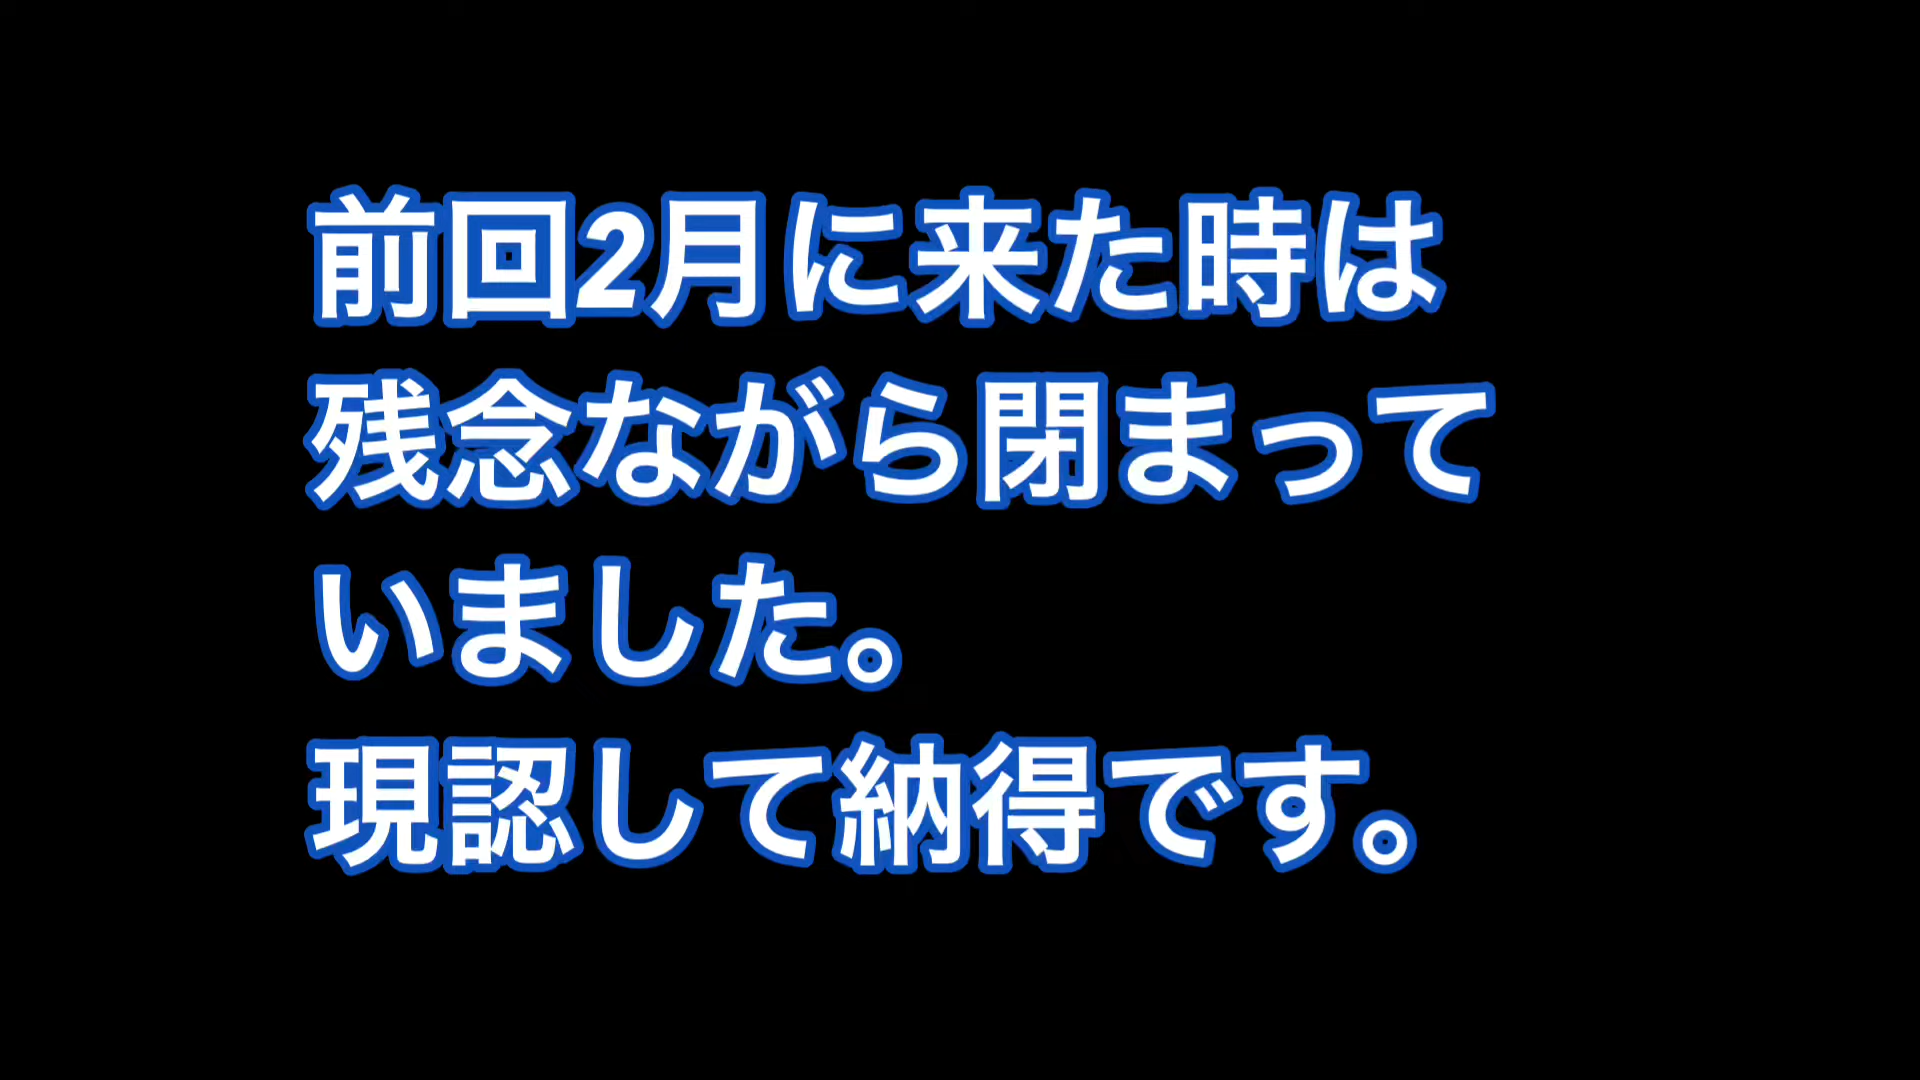 前回2月に来た時は
残念ながら閉まって
いました。
現認して納得です。